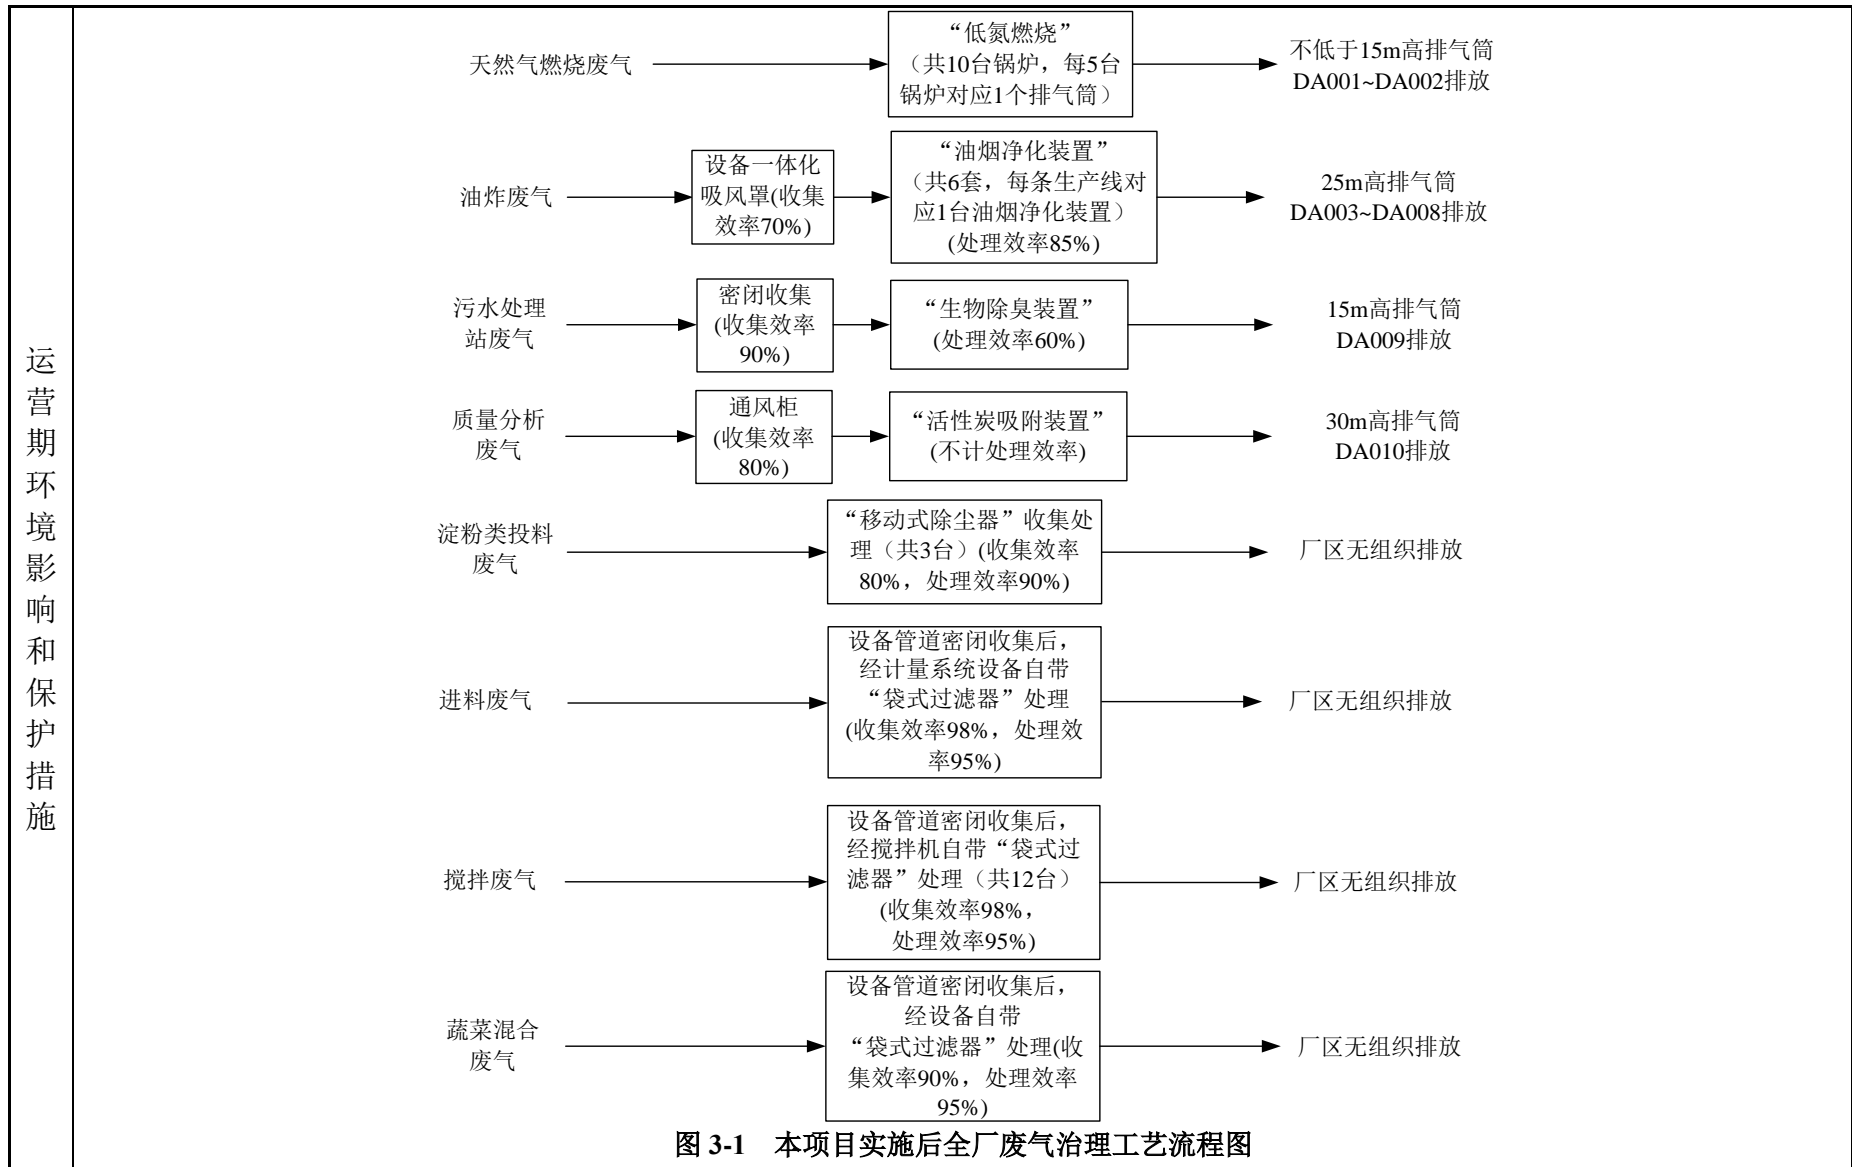 运
营
期
环
境
影
响
和
保
护
措
施
天然气燃烧废气
“低氮燃烧”
（共10台锅炉，每5台
锅炉对应1个排气筒）
不低于15m高排气筒
DA001~DA002排放
油炸废气
设备一体化
吸风罩(收集
效率70%)
“油烟净化装置”
（共6套，每条生产线对
应1台油烟净化装置）
(处理效率85%)
25m高排气筒
DA003~DA008排放
污水处理
站废气
密闭收集
(收集效率
90%)
“生物除臭装置”
(处理效率60%)
15m高排气筒
DA009排放
质量分析
废气
通风柜
(收集效率
80%)
“活性炭吸附装置”
(不计处理效率)
30m高排气筒
DA010排放
淀粉类投料
废气
“移动式除尘器”收集处
理（共3台）(收集效率
80%，处理效率90%)
厂区无组织排放
进料废气
设备管道密闭收集后，
经计量系统设备自带
“袋式过滤器”处理
(收集效率98%，处理效
率95%)
厂区无组织排放
搅拌废气
设备管道密闭收集后，
经搅拌机自带“袋式过
滤器”处理（共12台）
(收集效率98%，
处理效率95%)
厂区无组织排放
蔬菜混合
废气
设备管道密闭收集后，
经设备自带
“袋式过滤器”处理(收
集效率90%，处理效率
95%)
厂区无组织排放
图 3-1 本项目实施后全厂废气治理工艺流程图